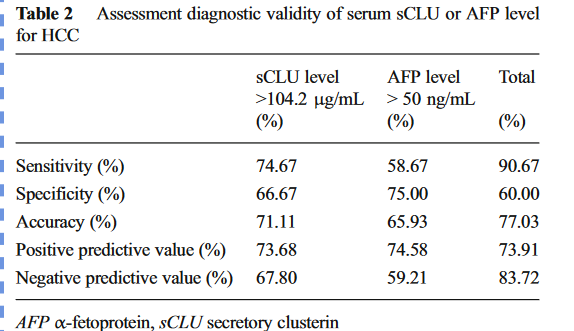 Table 2 Assessment diagnostic validity of serum sCLU or AFP level
for HCC
sCLU level AFP level Total
>104.2 μg/mL > 50 ng/mL
(%) (%) (%)
Sensitivity (%) 74.67 58.67 90.67
Specificity (%) 66.67 75.00 60.00
Accuracy (%) 71.11 65.93 77.03
Positive predictive value (%) 73.68 74.58 73.91
Negative predictive value (%) 67.80 59.21 83.72
AFP α-fetoprotein, sCLU secretory clusterin